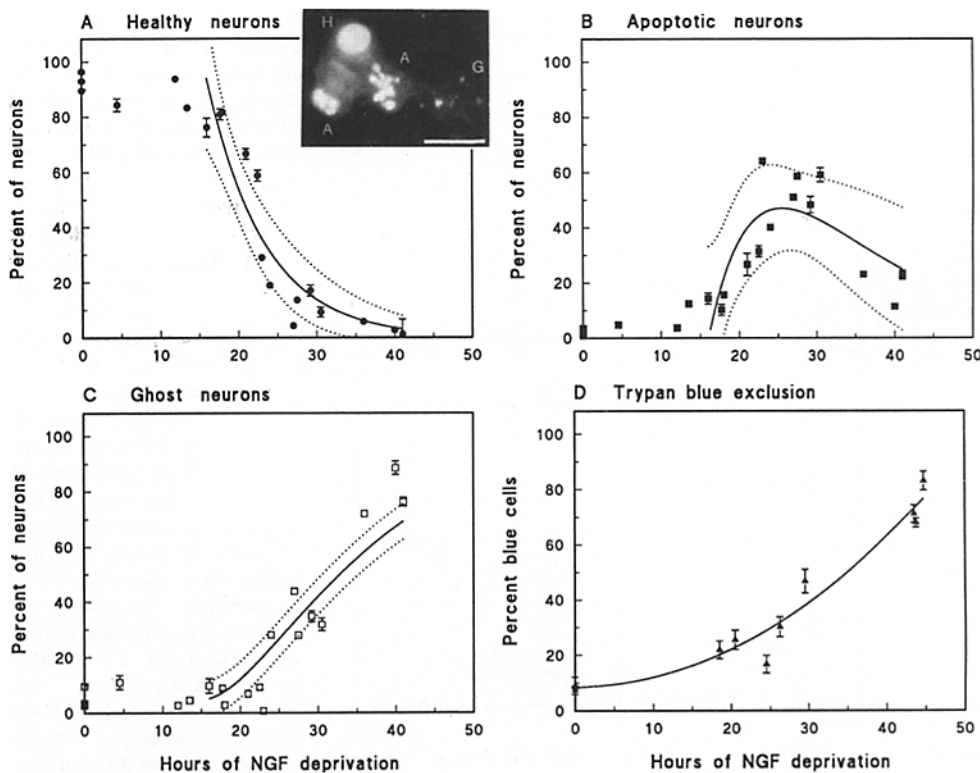 A Healthy neurons
H
A
G
A
Percent of neurons
100
80
60
40
20
0
0 10 20 30 40 50
B Apoptotic neurons
Percent of neurons
100
80
60
40
20
0
0 10 20 30 40 50
C Ghost neurons
Percent of neurons
100
80
60
40
20
0
0 10 20 30 40 50
Hours of NGF deprivation
D Trypan blue exclusion
Percent blue cells
100
80
60
40
20
0
0 10 20 30 40 50
Hours of NGF deprivation